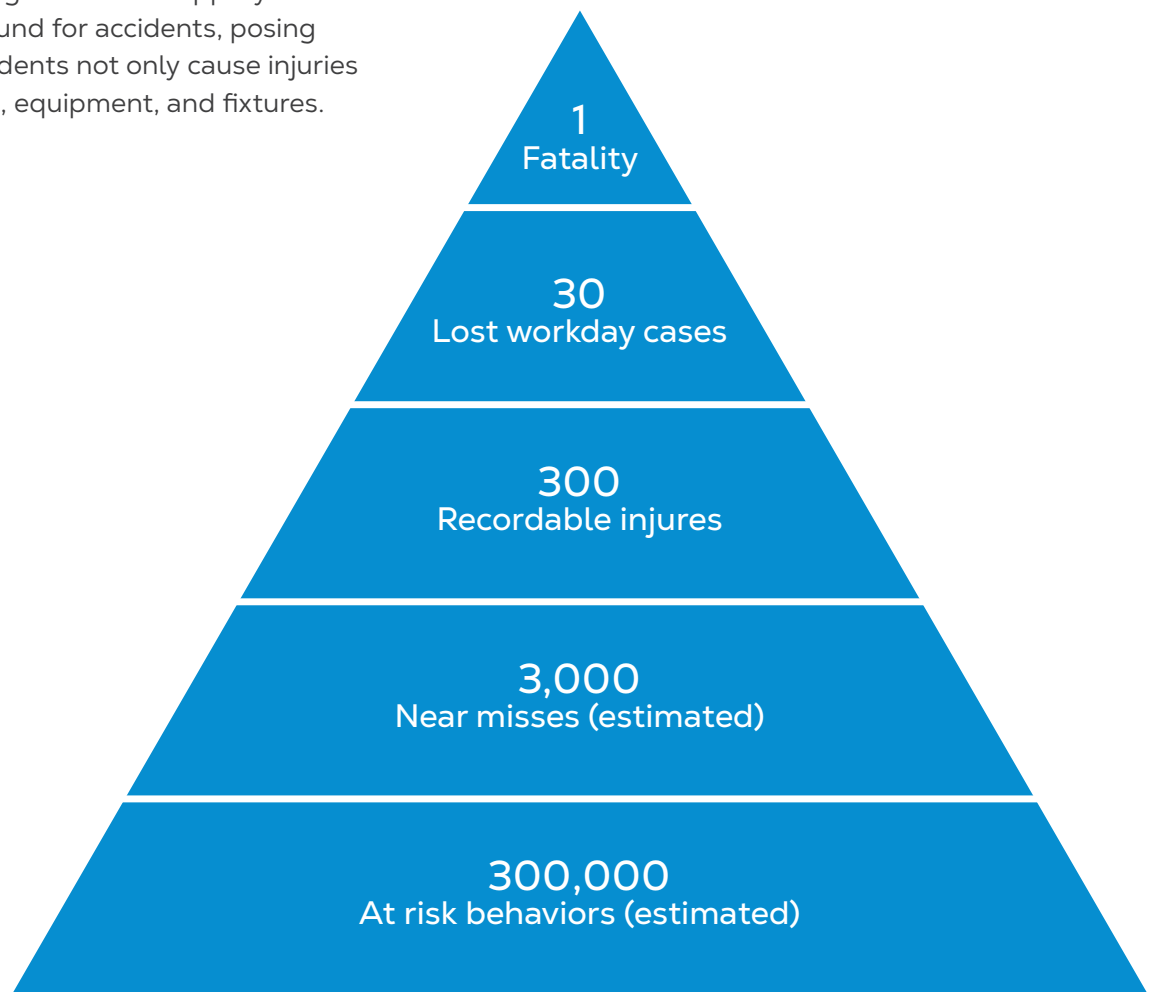 und for accidents, posing
dents not only cause injuries
, equipment, and fixtures.
1
Fatality
30
Lost workday cases
300
Recordable injures
3,000
Near misses (estimated)
300,000
At risk behaviors (estimated)